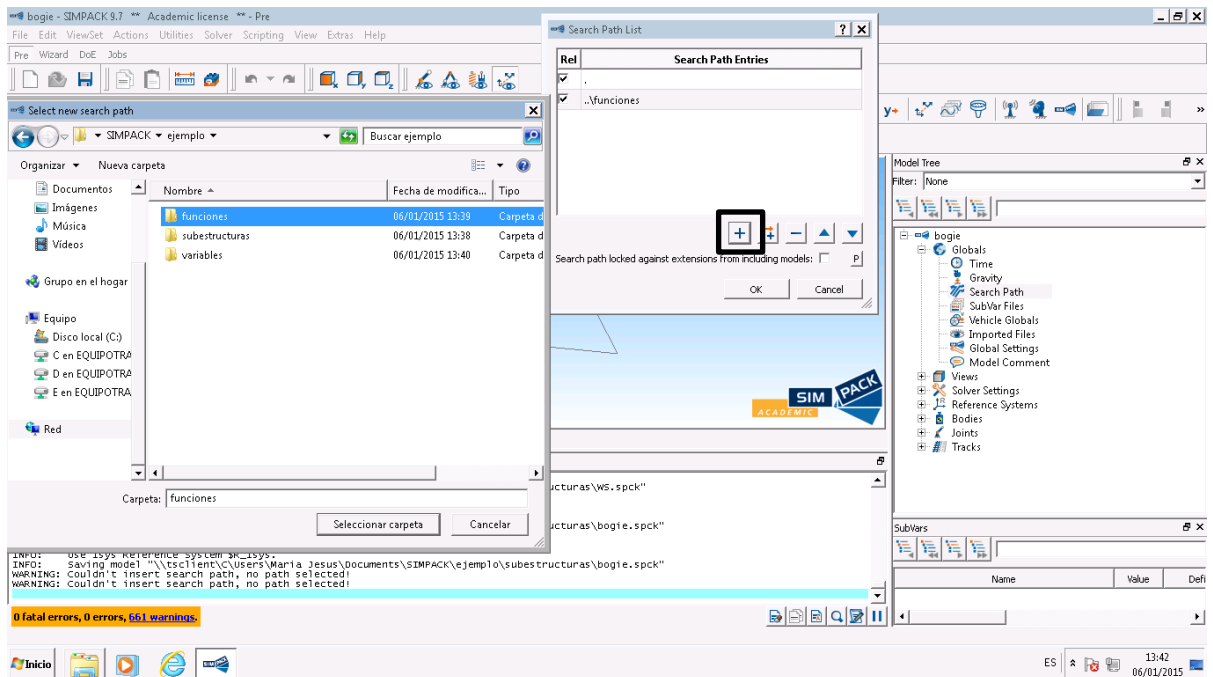 bogie - SIMPACK 9.7 ** Academic license ** - Pre
File Edit ViewSet Actions Utilities Solver Scripting View Extras Help
Pre Wizard DoE Jobs
Search Path List
Rel Search Path Entries
.
..\funciones
Search path locked against extensions from including models:
P
OK Cancel
Select new search path
SIMPACK ejemplo
Buscar ejemplo
Organizar Nueva carpeta
Documentos
Imágenes
Música
Vídeos
Grupo en el hogar
Equipo
Disco local (C:)
C en EQUIPOTRA
D en EQUIPOTRA
E en EQUIPOTRA
Red
Nombre Fecha de modifica... Tipo
funciones 06/01/2015 13:39 Carpeta d
subestructuras 06/01/2015 13:38 Carpeta d
variables 06/01/2015 13:40 Carpeta d
Carpeta: funciones
Seleccionar carpeta Cancelar
SIMPACK
ACADEMIC
Model Tree
Filter: None
bogie
Globals
Time
Gravity
Search Path
SubVar Files
Vehicle Globals
Imported Files
Global Settings
Model Comment
Views
Solver Settings
Reference Systems
Bodies
Joints
Tracks
ucturas\WS.spck"
ucturas\bogie.spck"
INFO: Use Isys Reference System $R_Isys.
INFO: Saving model "\\tsclient\C\Users\Maria Jesus\Documents\SIMPACK\ejemplo\subestructuras\bogie.spck"
WARNING: Couldn't insert search path, no path selected!
WARNING: Couldn't insert search path, no path selected!
0 fatal errors, 0 errors, 661 warnings.
SubVars
Name Value Defi
Inicio
ES
13:42
06/01/2015